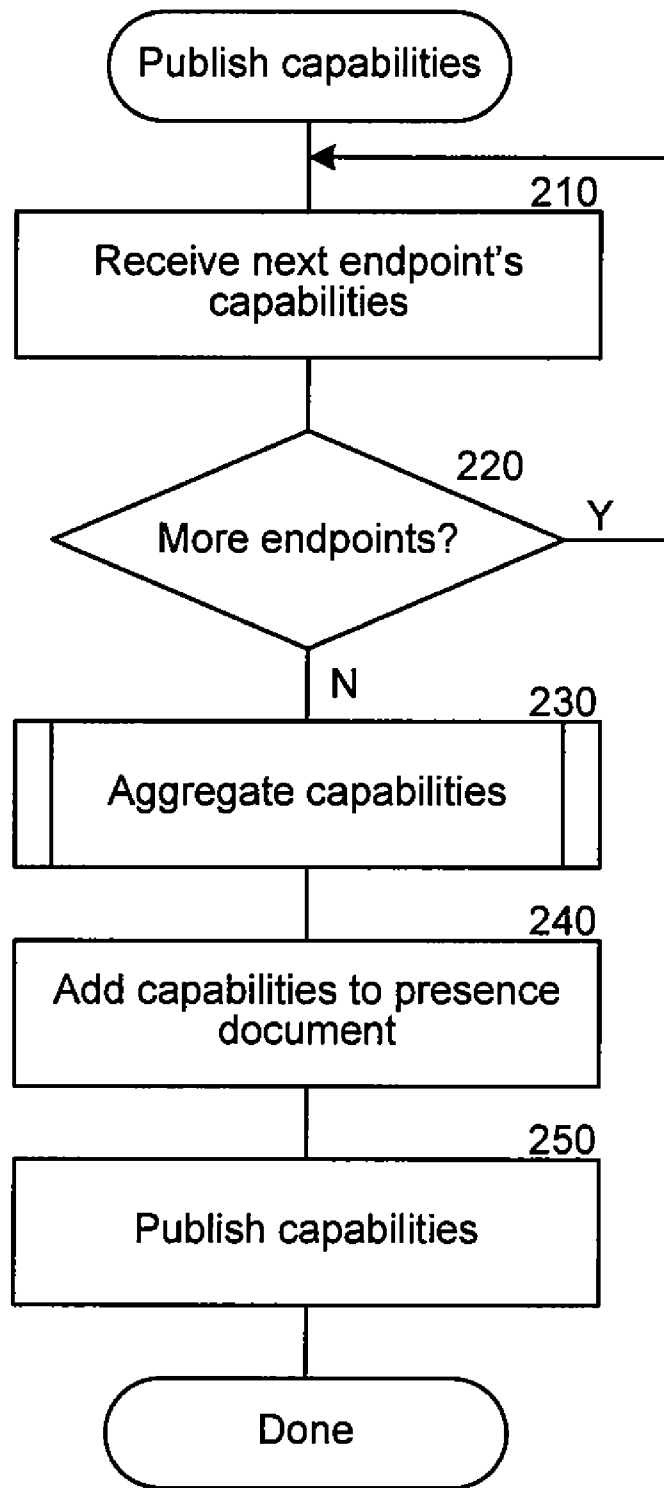 Publish capabilities
210
Receive next endpoint's
capabilities
220
More endpoints?
Y
N
230
Aggregate capabilities
240
Add capabilities to presence
document
250
Publish capabilities
Done